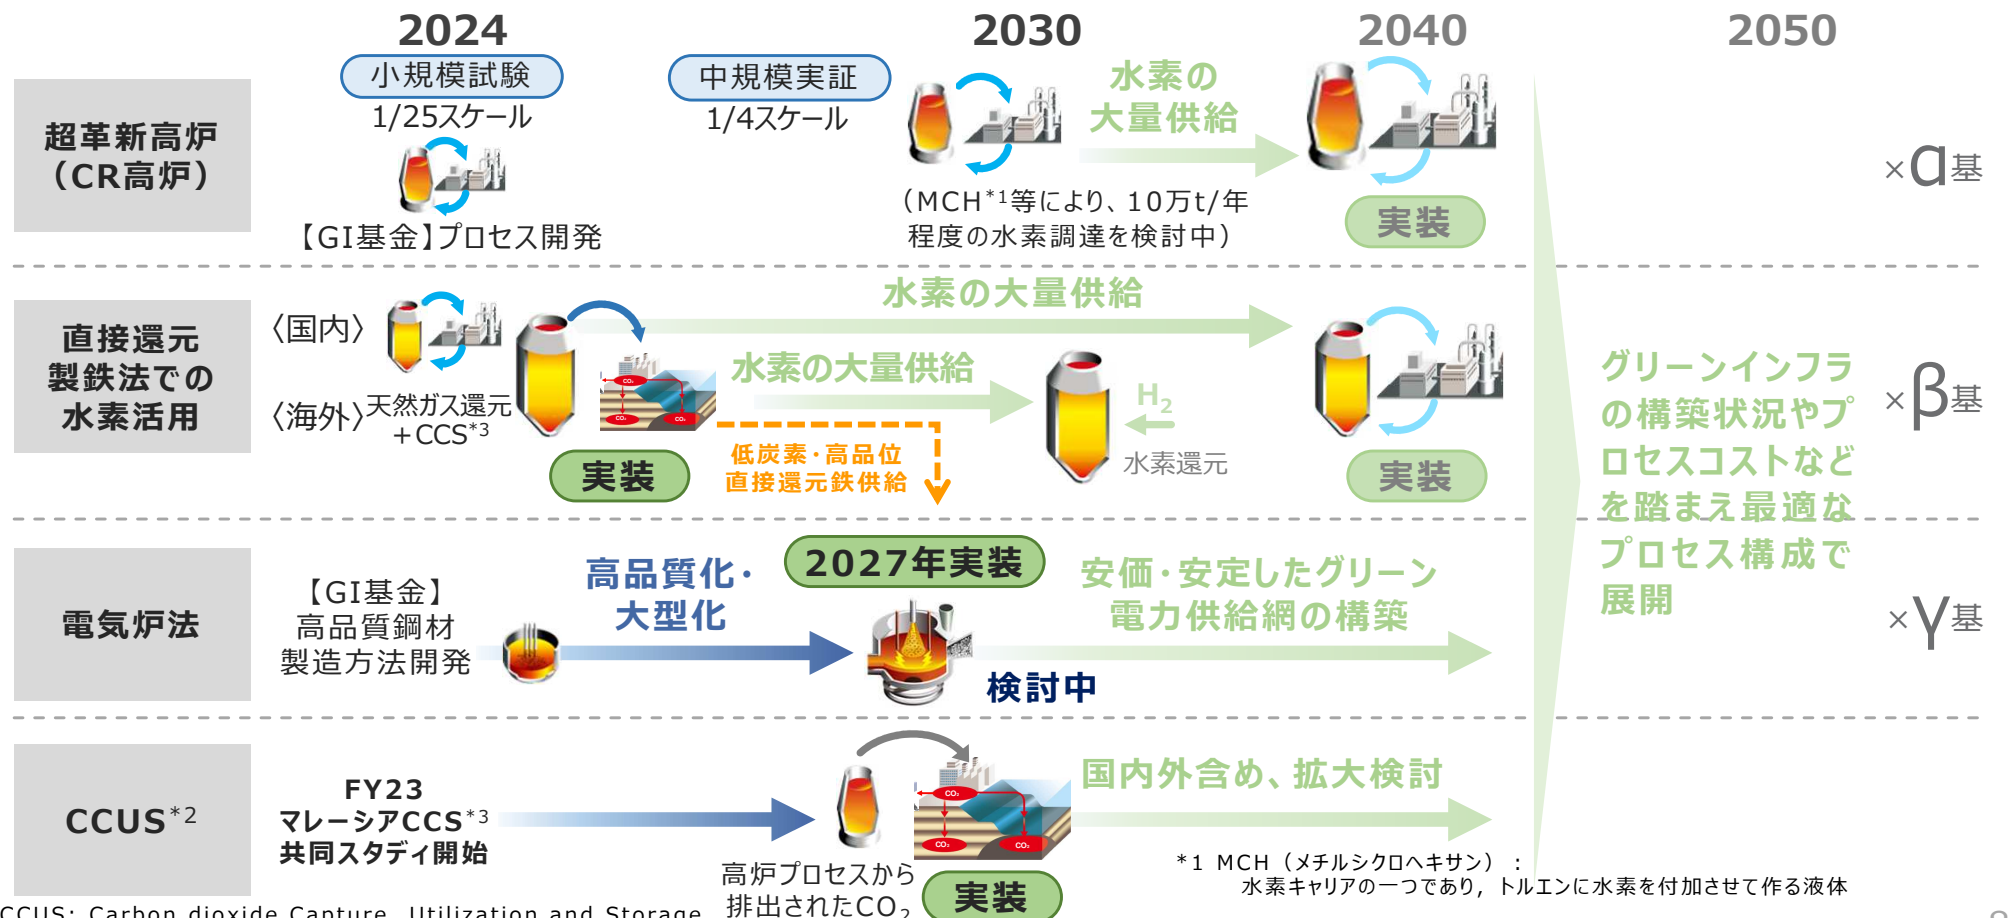 2024
2030
2040
2050
超革新高炉
（CR高炉）
小規模試験
1/25スケール
【GI基金】プロセス開発
中規模実証
1/4スケール
水素の
大量供給
（MCH*1等により、10万t/年
程度の水素調達を検討中）
実装
×α基
直接還元
製鉄法での
水素活用
〈国内〉
〈海外〉
天然ガス還元
＋CCS*3
実装
CO₂
CO₂
CO₂
水素の大量供給
水素の大量供給
低炭素・高品位
直接還元鉄供給
H2
水素還元
実装
グリーンインフラ
の構築状況やプ
ロセスコストなど
を踏まえ最適な
プロセス構成で
展開
×β基
電気炉法
【GI基金】
高品質鋼材
製造方法開発
高品質化・
大型化
2027年実装
検討中
安価・安定したグリーン
電力供給網の構築
×γ基
CCUS*2
FY23
マレーシアCCS*3
共同スタディ開始
高炉プロセスから
排出されたCO2
CO₂
CO₂
CO₂
実装
国内外含め、拡大検討
*1 MCH（メチルシクロヘキサン）：
水素キャリアの一つであり，トルエンに水素を付加させて作る液体
CCUS: Carbon dioxide Capture, Utilization and Storage